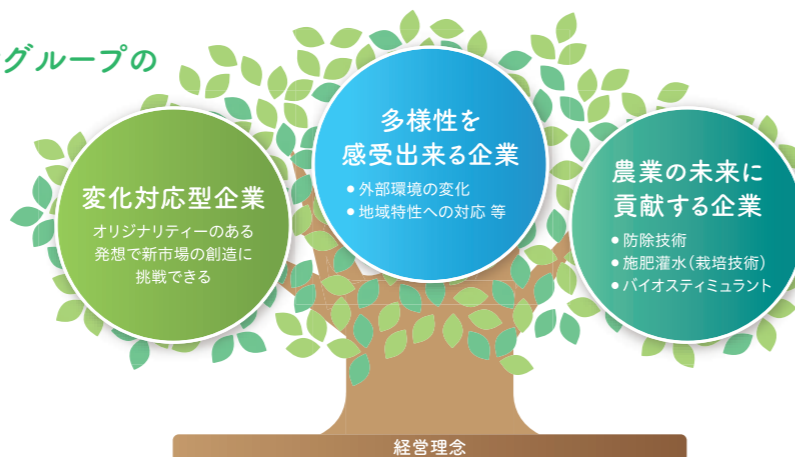 グループの
変化対応型企業
オリジナリティーのある
発想で新市場の創造に
挑戦できる
多様性を
感受出来る企業
● 外部環境の変化
● 地域特性への対応 等
農業の未来に
貢献する企業
● 防除技術
● 施肥灌水(栽培技術)
● バイオスティミュラント
経営理念